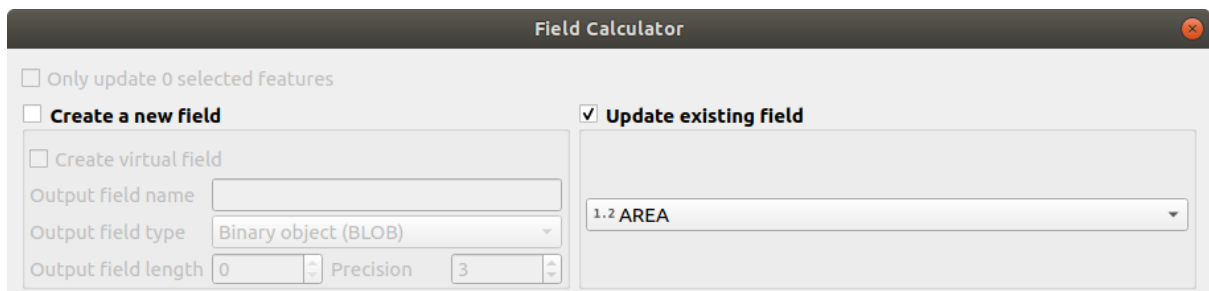 Field Calculator
Only update 0 selected features
Create a new field
Update existing field
Create virtual field
Output field name
1.2 AREA
Output field type Binary object (BLOB)
Output field length 0 Precision 3